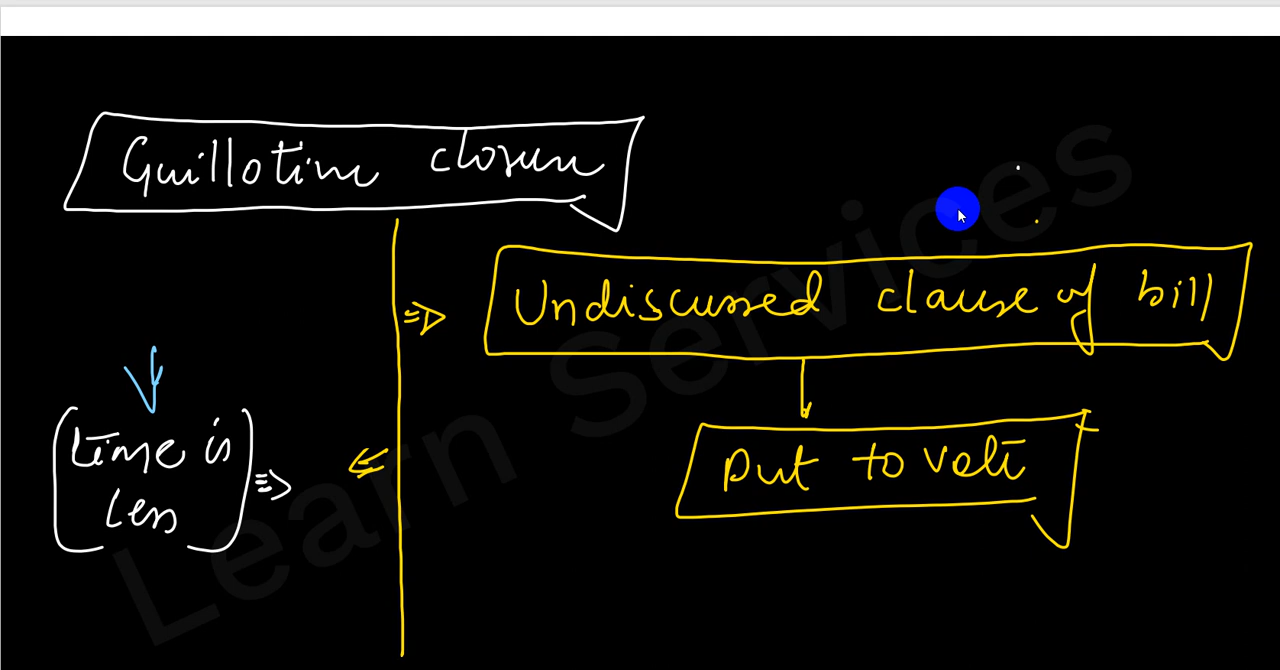 Guillotine closure
Undiscussed clause of bill
time is
less
put to vote
Learn Services